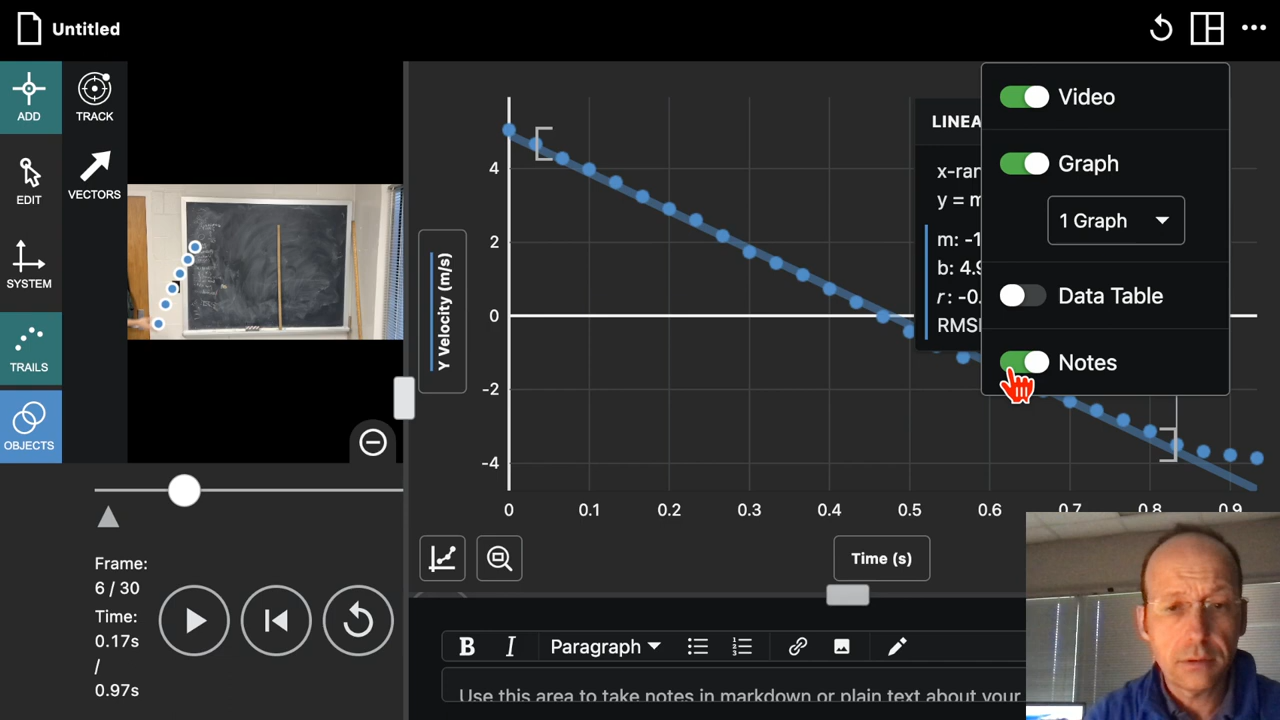 Untitled
ADD
TRACK
EDIT
VECTORS
SYSTEM
TRAILS
OBJECTS
Frame:
6 / 30
Time:
0.17s
/
0.97s
Y Velocity (m/s)
4
2
0
-2
-4
0
0.1
0.2
0.3
0.4
0.5
0.6
0.7
0.8
0.9
Time (s)
LINEA
x-ran
y = m
m: -1
b: 4.9
r: -0.
RMSE
Video
Graph
1 Graph
Data Table
Notes
B
I
Paragraph
Use this area to take notes in markdown or plain text about your